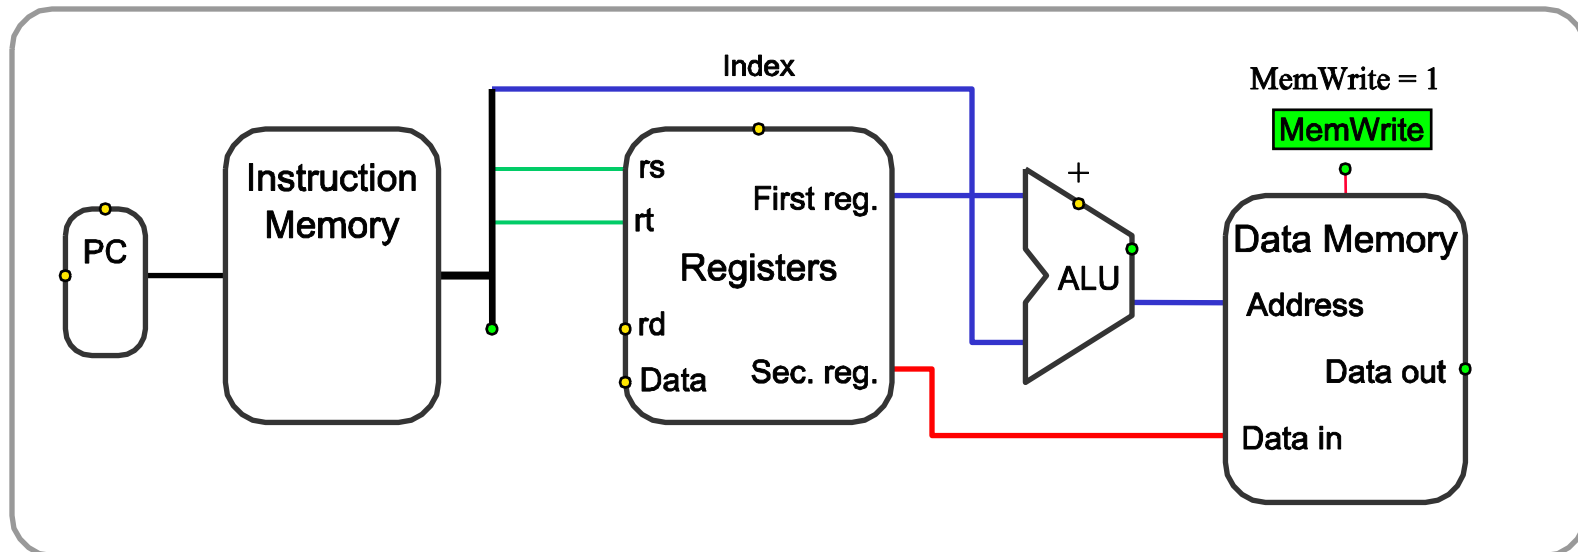 Index
MemWrite = 1
MemWrite
PC
Instruction
Memory
rs
rt
First reg.
Registers
rd
Data
Sec. reg.
+
ALU
Data Memory
Address
Data out
Data in